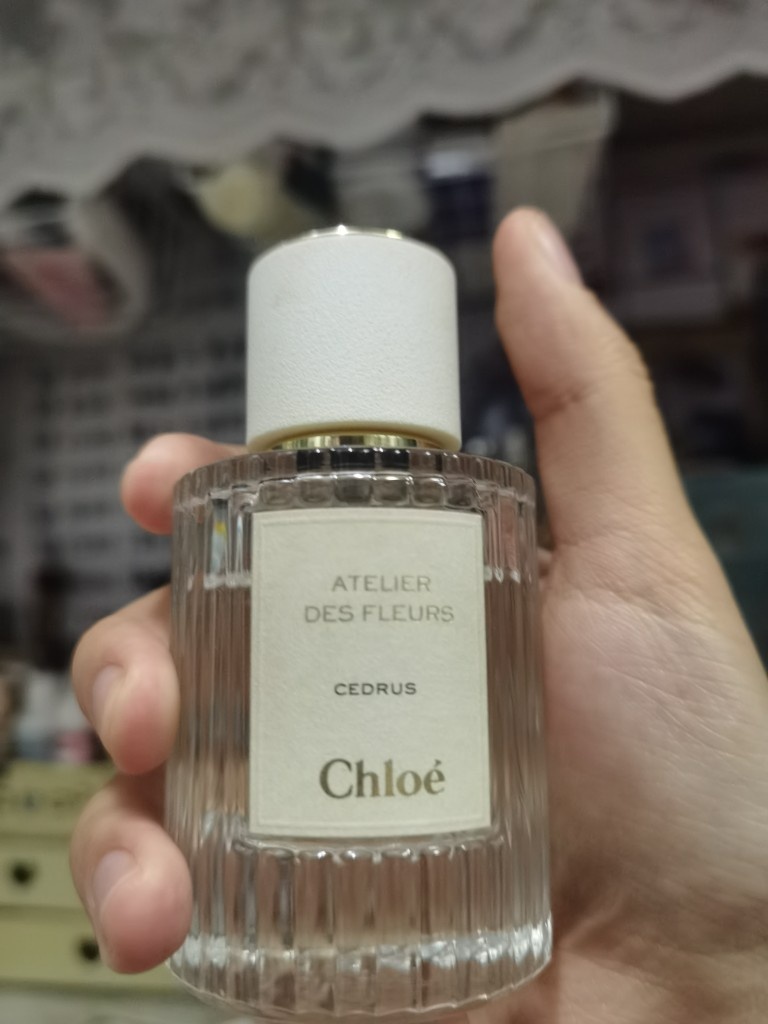 ATELIER
DES FLEURS
CEDRUS
Chloé